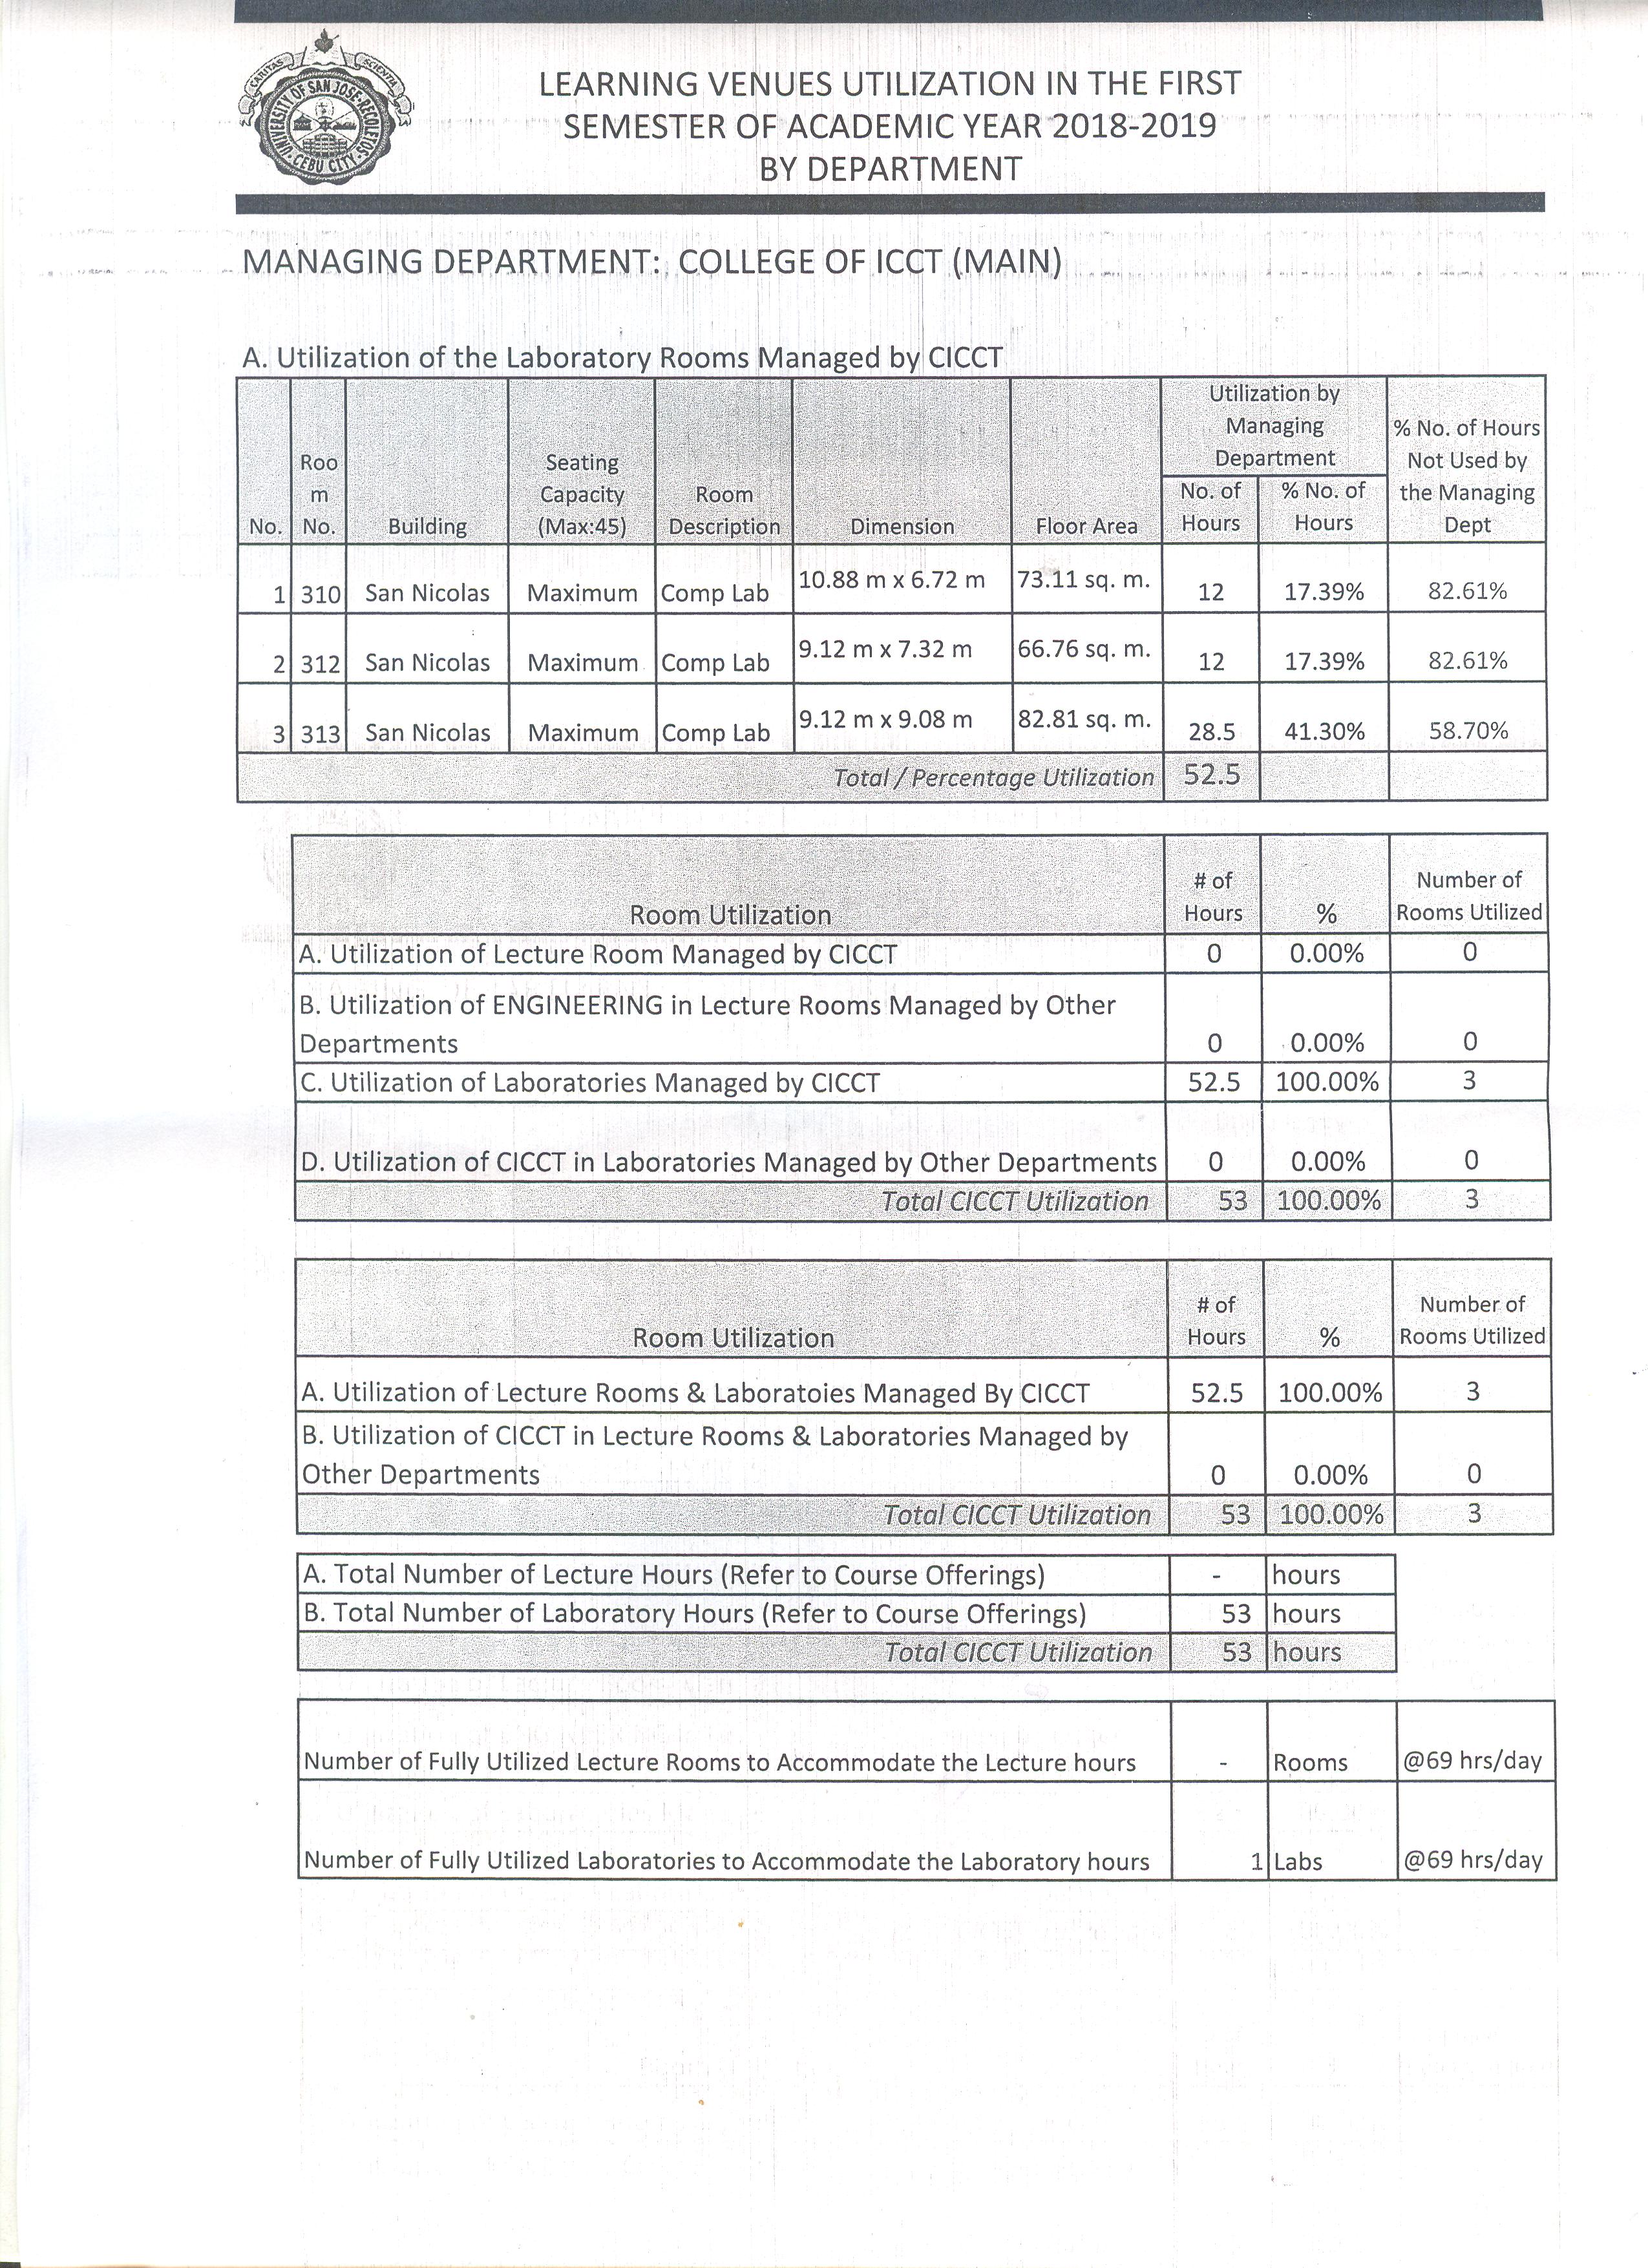 CARITAS SCIENTIA
UNIVERSITY OF SAN JOSE-RECOLETOS
CEBU CITY
LEARNING VENUES UTILIZATION IN THE FIRST
SEMESTER OF ACADEMIC YEAR 2018-2019
BY DEPARTMENT
MANAGING DEPARTMENT: COLLEGE OF ICCT (MAIN)
A. Utilization of the Laboratory Rooms Managed by CICCT
No. Roo m No. Building Seating Capacity (Max:45) Room Description Dimension Floor Area Utilization by Managing Department No. of Hours % No. of Hours % No. of Hours Not Used by the Managing Dept
1 310 San Nicolas Maximum Comp Lab 10.88 m x 6.72 m 73.11 sq. m. 12 17.39% 82.61%
2 312 San Nicolas Maximum Comp Lab 9.12 m x 7.32 m 66.76 sq. m. 12 17.39% 82.61%
3 313 San Nicolas Maximum Comp Lab 9.12 m x 9.08 m 82.81 sq. m. 28.5 41.30% 58.70%
Total / Percentage Utilization 52.5
Room Utilization # of Hours % Number of Rooms Utilized
A. Utilization of Lecture Room Managed by CICCT 0 0.00% 0
B. Utilization of ENGINEERING in Lecture Rooms Managed by Other
Departments 0 0.00% 0
C. Utilization of Laboratories Managed by CICCT 52.5 100.00% 3
D. Utilization of CICCT in Laboratories Managed by Other Departments 0 0.00% 0
Total CICCT Utilization 53 100.00% 3
Room Utilization # of Hours % Number of Rooms Utilized
A. Utilization of Lecture Rooms & Laboratoies Managed By CICCT 52.5 100.00% 3
B. Utilization of CICCT in Lecture Rooms & Laboratories Managed by
Other Departments 0 0.00% 0
Total CICCT Utilization 53 100.00% 3
A. Total Number of Lecture Hours (Refer to Course Offerings) - hours
B. Total Number of Laboratory Hours (Refer to Course Offerings) 53 hours
Total CICCT Utilization 53 hours
Number of Fully Utilized Lecture Rooms to Accommodate the Lecture hours - Rooms @69 hrs/day
Number of Fully Utilized Laboratories to Accommodate the Laboratory hours 1 Labs @69 hrs/day